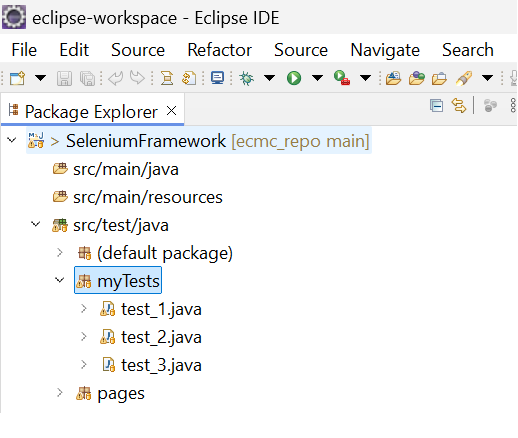 eclipse-workspace - Eclipse IDE
File Edit Source Refactor Source Navigate Search
Package Explorer
> SeleniumFramework [ecmc_repo main]
src/main/java
src/main/resources
src/test/java
(default package)
myTests
test_1.java
test_2.java
test_3.java
pages